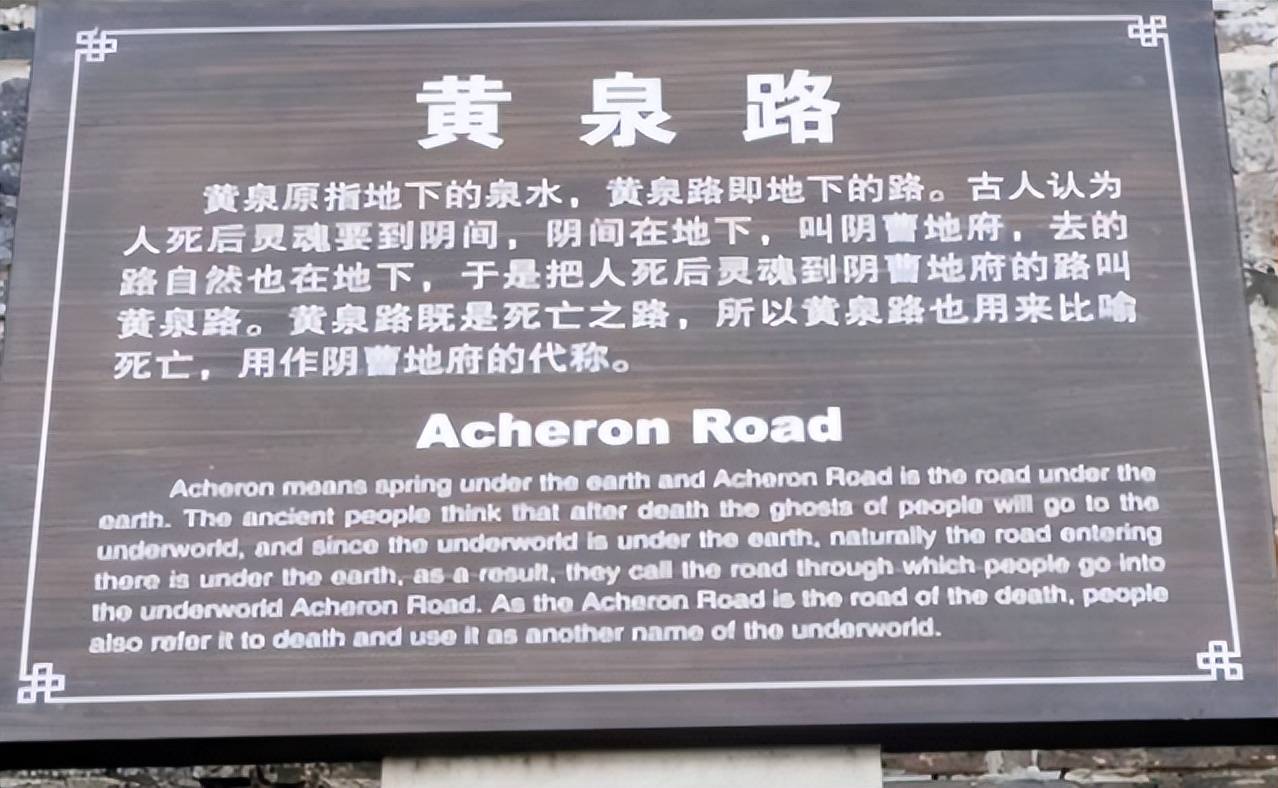 黄泉路
黄泉原指地下的泉水，黄泉路即地下的路。古人认为
人死后灵魂要到阴间，阴间在地下，叫阴曹地府，去的
路自然也在地下，于是把人死后灵魂到阴曹地府的路叫
黄泉路。黄泉路既是死亡之路，所以黄泉路也用来比喻
死亡，用作阴曹地府的代称。
Acheron Road
Acheron means spring under the earth and Acheron Road is the road under the
earth. The ancient people think that after death the ghosts of people will go to the
underworld, and since the underworld is under the earth, naturally the road entering
there is under the earth, as a result, they call the road through which people go into
the underworld Acheron Road. As the Acheron Road is the road of the death, people
also refer it to death and use it as another name of the underworld.